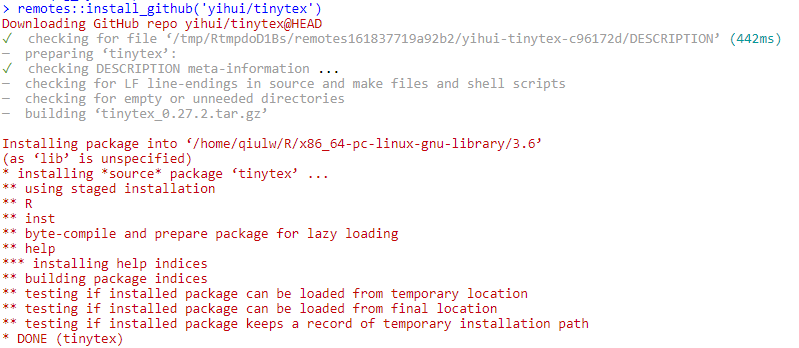 > remotes::install_github('yihui/tinytex')
Downloading GitHub repo yihui/tinytex@HEAD
✓  checking for file ‘/tmp/RtmpdoD1Bs/remotes161837719a92b2/yihui-tinytex-c96172d/DESCRIPTION’ (442ms)
─  preparing ‘tinytex’:
✓  checking DESCRIPTION meta-information ...
─  checking for LF line-endings in source and make files and shell scripts
─  checking for empty or unneeded directories
─  building ‘tinytex_0.27.2.tar.gz’
Installing package into ‘/home/qiulw/R/x86_64-pc-linux-gnu-library/3.6’
(as ‘lib’ is unspecified)
* installing *source* package ‘tinytex’ ...
** using staged installation
** R
** inst
** byte-compile and prepare package for lazy loading
** help
*** installing help indices
** building package indices
** testing if installed package can be loaded from temporary location
** testing if installed package can be loaded from final location
** testing if installed package keeps a record of temporary installation path
* DONE (tinytex)